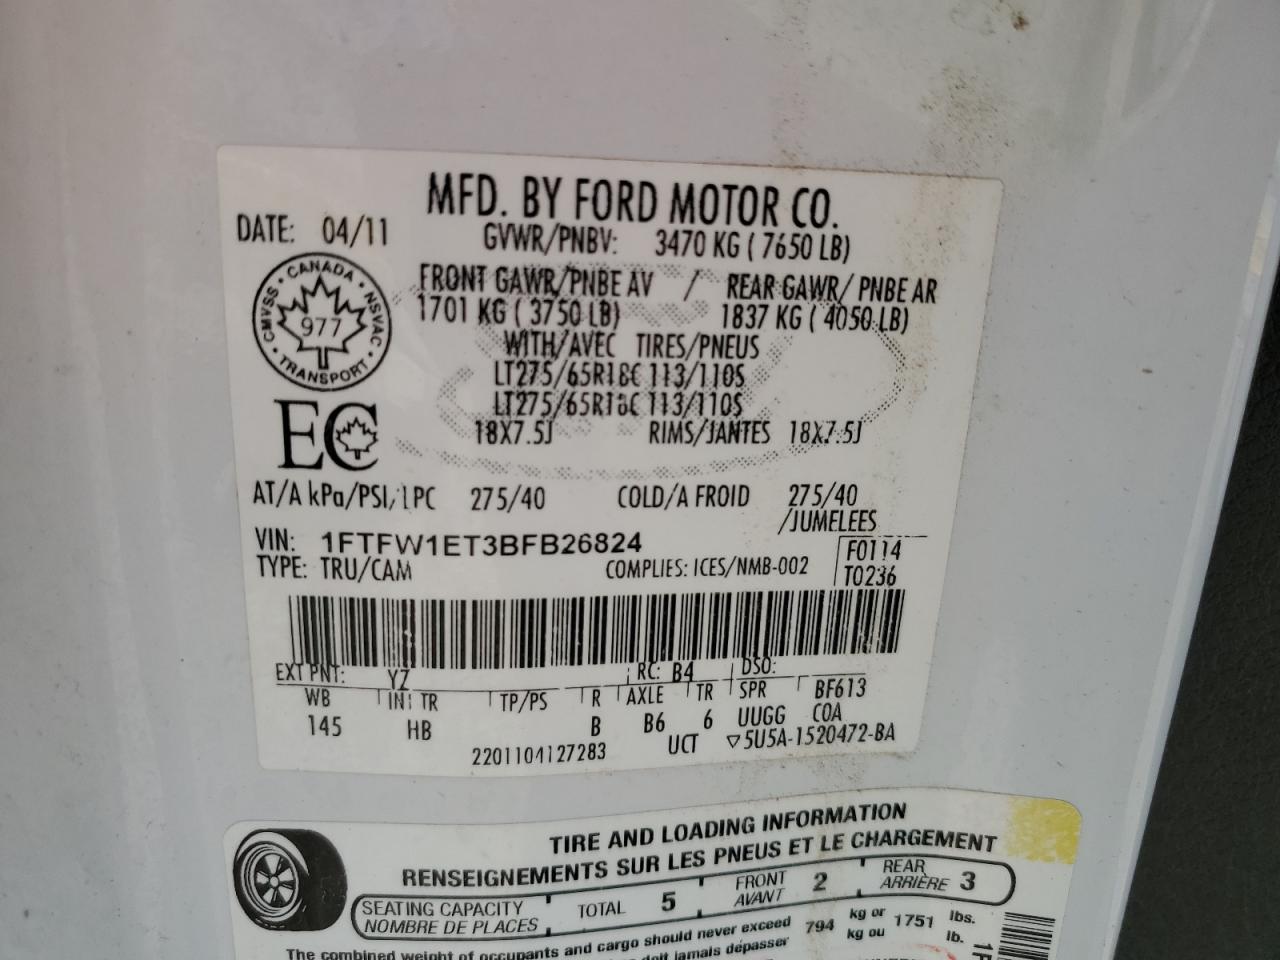 MFD. BY FORD MOTOR CO.
DATE: 04/11
GVWR/PNBV: 3470 KG ( 7650 LB)
FRONT GAWR/PNBE AV / REAR GAWR/ PNBE AR
1701 KG ( 3750 LB) 1837 KG ( 4050 LB)
WITH/AVEC TIRES/PNEUS
LT275/65R18C 113/110S
LT275/65R18C 113/110S
18X7.5J RIMS/JANTES 18X7.5J
CANADA
CMVSS 977 NSVAC
TRANSPORT
EC
AT/A kPa/PSI/LPC 275/40 COLD/A FROID 275/40
/JUMELEES
VIN: 1FTFW1ET3BFB26824
TYPE: TRU/CAM COMPLIES: ICES/NMB-002
F0114
T0236
EXT PNT: YZ RC: B4 DSO:
WB INT TR TP/PS R AXLE TR SPR BF613
145 HB B B6 6 UUGG C0A
2201104127283 UCT ▽5U5A-1520472-BA
TIRE AND LOADING INFORMATION
RENSEIGNEMENTS SUR LES PNEUS ET LE CHARGEMENT
SEATING CAPACITY TOTAL 5 FRONT 2 REAR 3
NOMBRE DE PLACES AVANT ARRIÈRE
The combined weight of occupants and cargo should never exceed 794 kg or 1751 lbs.
doit jamais dépasser kg ou lb.